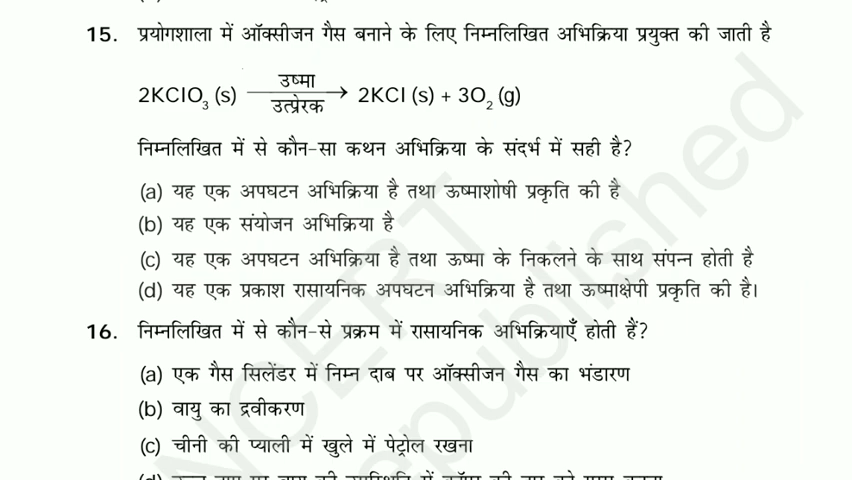 15. प्रयोगशाला में ऑक्सीजन गैस बनाने के लिए निम्नलिखित अभिक्रिया प्रयुक्त की जाती है
उष्मा
2KClO3 (s) ⟶ 2KCl (s) + 3O2 (g)
उत्प्रेरक
निम्नलिखित में से कौन-सा कथन अभिक्रिया के संदर्भ में सही है?
(a) यह एक अपघटन अभिक्रिया है तथा ऊष्माशोषी प्रकृति की है
(b) यह एक संयोजन अभिक्रिया है
(c) यह एक अपघटन अभिक्रिया है तथा ऊष्मा के निकलने के साथ संपन्न होती है
(d) यह एक प्रकाश रासायनिक अपघटन अभिक्रिया है तथा ऊष्माक्षेपी प्रकृति की है।
16. निम्नलिखित में से कौन-से प्रक्रम में रासायनिक अभिक्रियाएँ होती हैं?
(a) एक गैस सिलेंडर में निम्न दाब पर ऑक्सीजन गैस का भंडारण
(b) वायु का द्रवीकरण
(c) चीनी की प्याली में खुले में पेट्रोल रखना
NCERT
republished